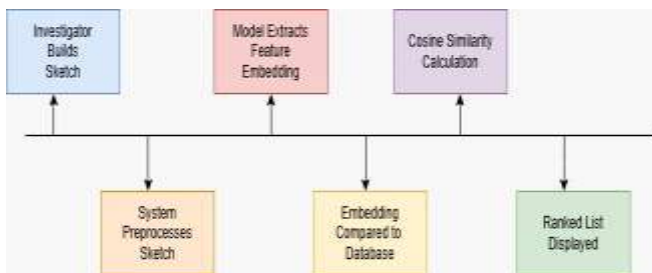 Investigator
Builds
Sketch
Model Extracts
Feature
Embedding
Cosine Similarity
Calculation
System
Preprocesses
Sketch
Embedding
Compared to
Database
Ranked List
Displayed